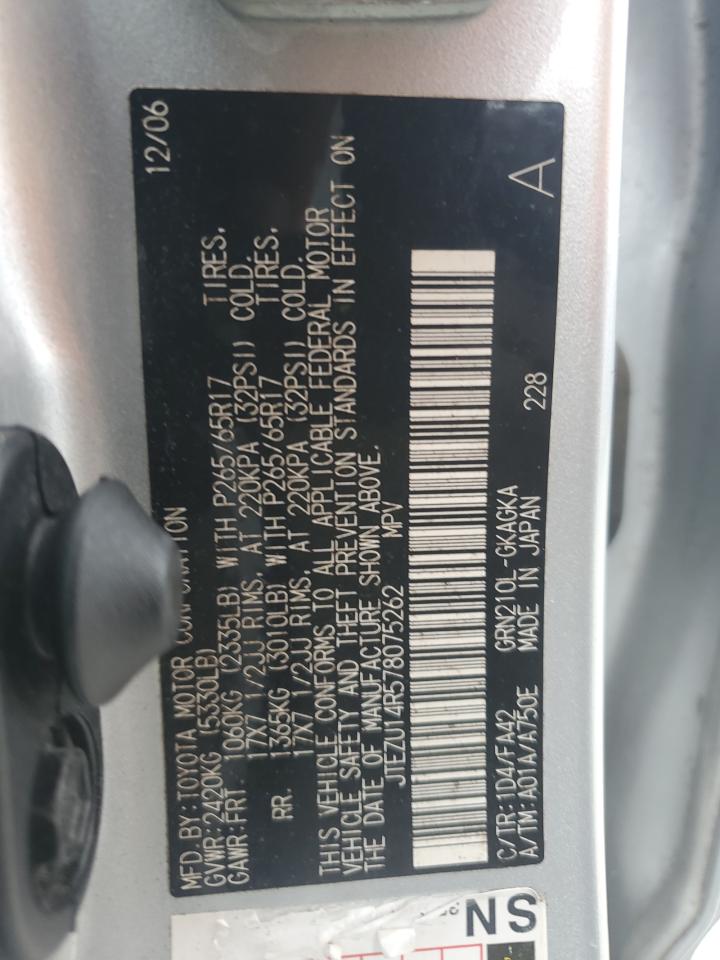 MFD. BY: TOYOTA MOTOR CORPORATION 12/06
GVWR: 2420KG (5330LB)
GAWR: FRT 1060KG (2335LB) WITH P265/65R17 TIRES,
17X7 1/2JJ RIMS, AT 220KPA (32PSI) COLD.
RR. 1365KG (3010LB) WITH P265/65R17 TIRES,
17X7 1/2JJ RIMS, AT 220KPA (32PSI) COLD.
THIS VEHICLE CONFORMS TO ALL APPLICABLE FEDERAL MOTOR
VEHICLE SAFETY AND THEFT PREVENTION STANDARDS IN EFFECT ON
THE DATE OF MANUFACTURE SHOWN ABOVE.
JTEZU14R578075262 MPV
C/TR: 1D4/FA42 GRN210L-GKAGKA
A/TM: A01A/A750E MADE IN JAPAN 228 A
SN